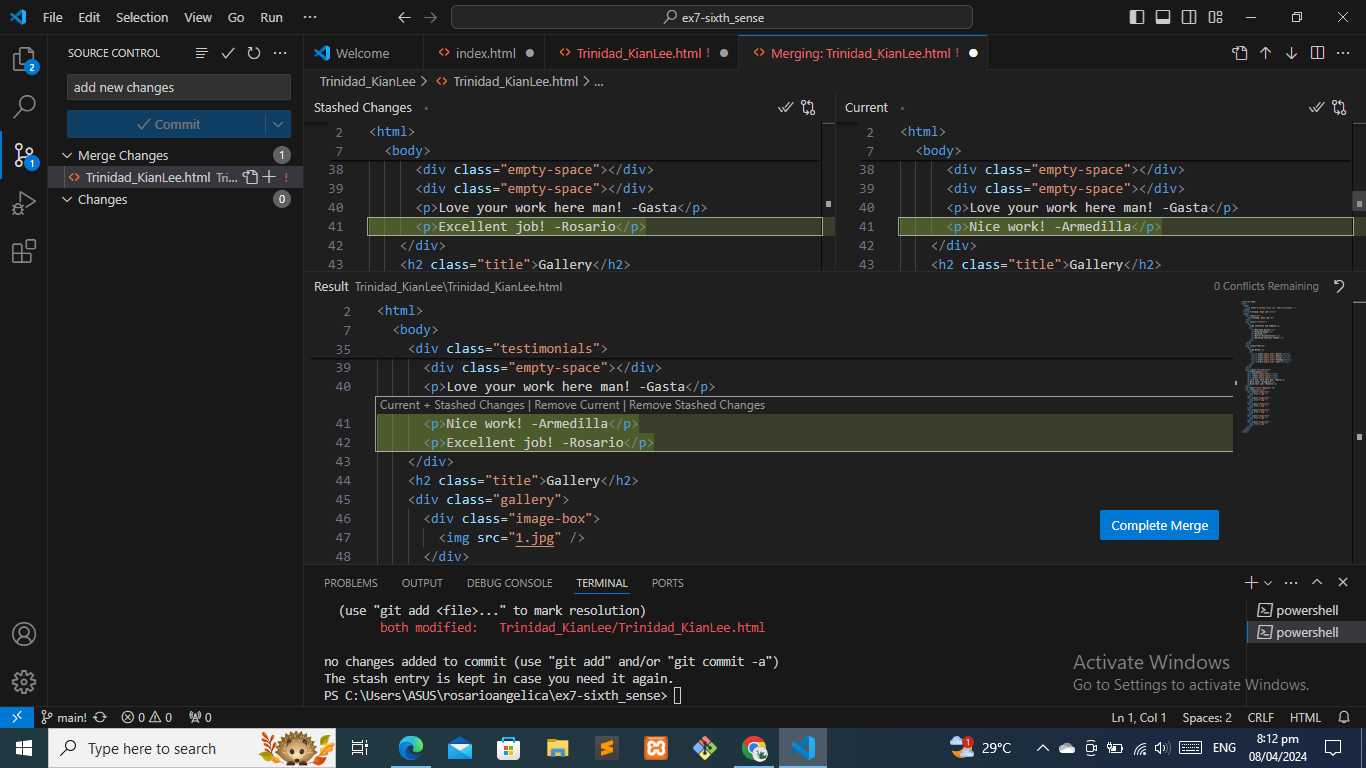 File Edit Selection View Go Run ···
ex7-sixth_sense
SOURCE CONTROL
add new changes
Commit
Merge Changes 1
Trinidad_KianLee.html Tri... !
Changes 0
2
1
Welcome
index.html
Trinidad_KianLee.html !
Merging: Trinidad_KianLee.html !
Trinidad_KianLee > Trinidad_KianLee.html > ...
Stashed Changes
2 <html>
7 <body>
38 <div class="empty-space"></div>
39 <div class="empty-space"></div>
40 <p>Love your work here man! -Gasta</p>
41 <p>Excellent job! -Rosario</p>
42 </div>
43 <h2 class="title">Gallery</h2>
Current
2 <html>
7 <body>
38 <div class="empty-space"></div>
39 <div class="empty-space"></div>
40 <p>Love your work here man! -Gasta</p>
41 <p>Nice work! -Armedilla</p>
42 </div>
43 <h2 class="title">Gallery</h2>
Result Trinidad_KianLee\Trinidad_KianLee.html
0 Conflicts Remaining
2 <html>
7 <body>
35 <div class="testimonials">
39 <div class="empty-space"></div>
40 <p>Love your work here man! -Gasta</p>
Current + Stashed Changes | Remove Current | Remove Stashed Changes
41 <p>Nice work! -Armedilla</p>
42 <p>Excellent job! -Rosario</p>
43 </div>
44 <h2 class="title">Gallery</h2>
45 <div class="gallery">
46 <div class="image-box">
47 <img src="1.jpg" />
48 </div>
Complete Merge
PROBLEMS OUTPUT DEBUG CONSOLE TERMINAL PORTS
(use "git add <file>..." to mark resolution)
both modified: Trinidad_KianLee/Trinidad_KianLee.html
no changes added to commit (use "git add" and/or "git commit -a")
The stash entry is kept in case you need it again.
PS C:\Users\ASUS\rosarioangelica\ex7-sixth_sense>
powershell
powershell
Activate Windows
Go to Settings to activate Windows.
main! 0 0 0
Ln 1, Col 1 Spaces: 2 CRLF HTML
Type here to search
1
29°C
ENG
8:12 pm
08/04/2024